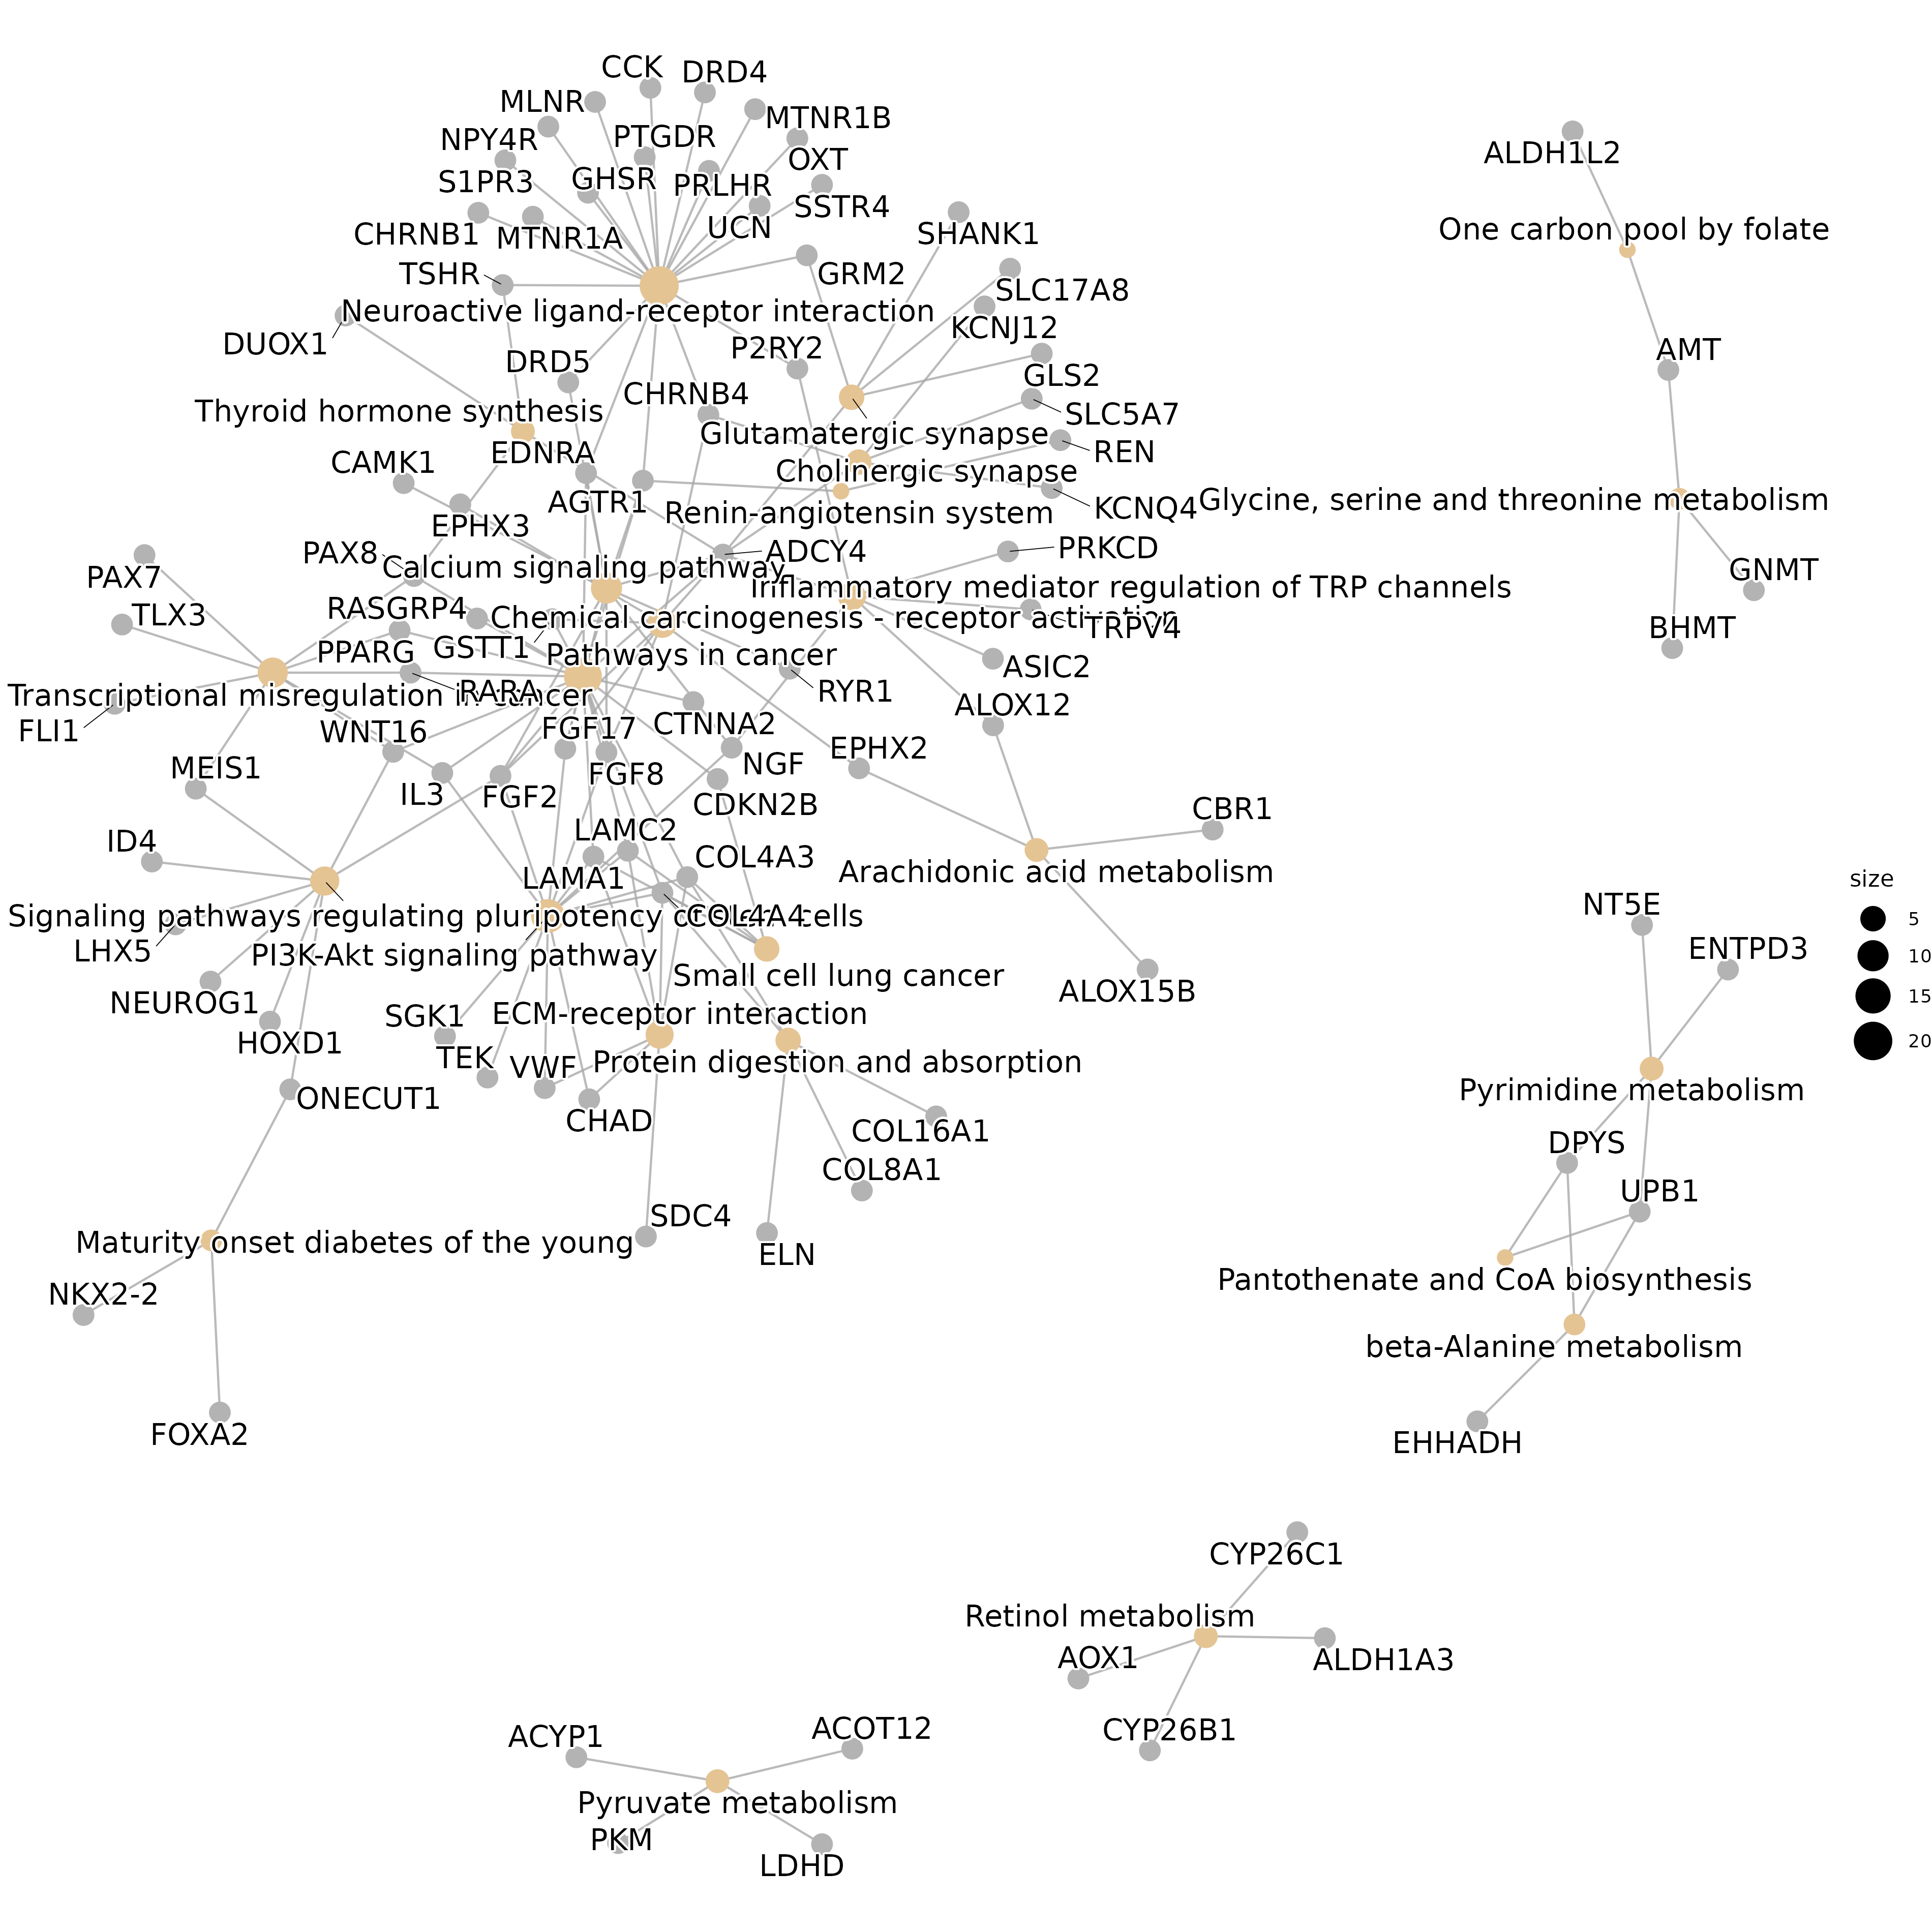 CCK
DRD4
MLNR
MTNR1B
NPY4R
PTGDR
OXT
S1PR3
GHSR
PRLHR
SSTR4
CHRNB1
MTNR1A
UCN
SHANK1
TSHR
GRM2
SLC17A8
Neuroactive ligand-receptor interaction
KCNJ12
DUOX1
DRD5
P2RY2
GLS2
CHRNB4
Thyroid hormone synthesis
SLC5A7
Glutamatergic synapse
CAMK1
EDNRA
REN
Cholinergic synapse
AGTR1
KCNQ4
EPHX3
Renin-angiotensin system
PAX8
ADCY4
PRKCD
Calcium signaling pathway
Inflammatory mediator regulation of TRP channels
PAX7
TLX3
RASGRP4
Chemical carcinogenesis - receptor activation
TRPV4
PPARG
GSTT1
Pathways in cancer
ASIC2
Transcriptional misregulation in cancer
RARA
RYR1
ALOX12
FLI1
WNT16
FGF17
CTNNA2
EPHX2
MEIS1
IL3
FGF2
FGF8
NGF
CDKN2B
ID4
LAMC2
COL4A3
CBR1
LAMA1
Arachidonic acid metabolism
Signaling pathways regulating pluripotency of stem cells
COL4A4
LHX5
PI3K-Akt signaling pathway
Small cell lung cancer
ALOX15B
NEUROG1
SGK1
ECM-receptor interaction
HOXD1
TEK
VWF
Protein digestion and absorption
ONECUT1
CHAD
COL16A1
COL8A1
SDC4
Maturity onset diabetes of the young
ELN
NKX2-2
FOXA2
ALDH1L2
One carbon pool by folate
AMT
Glycine, serine and threonine metabolism
GNMT
BHMT
size
5
10
15
20
NT5E
ENTPD3
Pyrimidine metabolism
DPYS
UPB1
Pantothenate and CoA biosynthesis
beta-Alanine metabolism
EHHADH
CYP26C1
Retinol metabolism
AOX1
ALDH1A3
CYP26B1
ACYP1
ACOT12
Pyruvate metabolism
PKM
LDHD